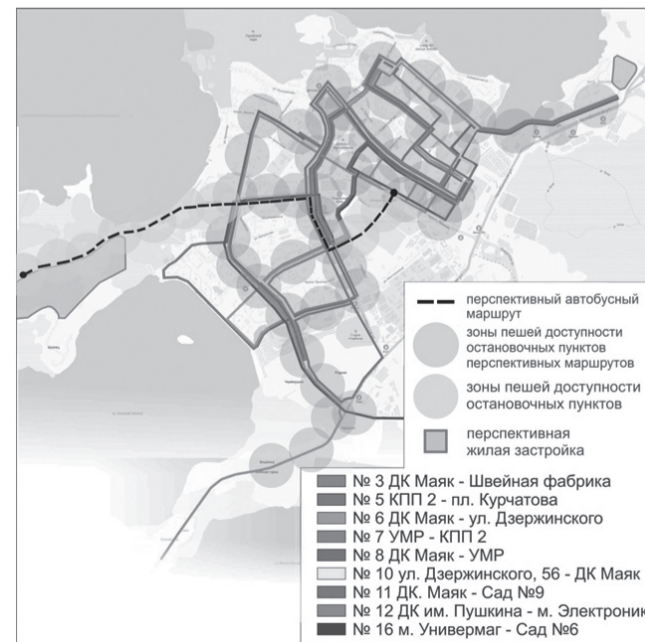 перспективный автобусный
маршрут
зоны пешей доступности
остановочных пунктов
перспективных маршрутов
зоны пешей доступности
остановочных пунктов
перспективная
жилая застройка
№ 3 ДК Маяк - Швейная фабрика
№ 5 КПП 2 - пл. Курчатова
№ 6 ДК Маяк - ул. Дзержинского
№ 7 УМР - КПП 2
№ 8 ДК Маяк - УМР
№ 10 ул. Дзержинского, 56 - ДК Маяк
№ 11 ДК. Маяк - Сад №9
№ 12 ДК им. Пушкина - м. Электроник
№ 16 м. Универмаг - Сад №6